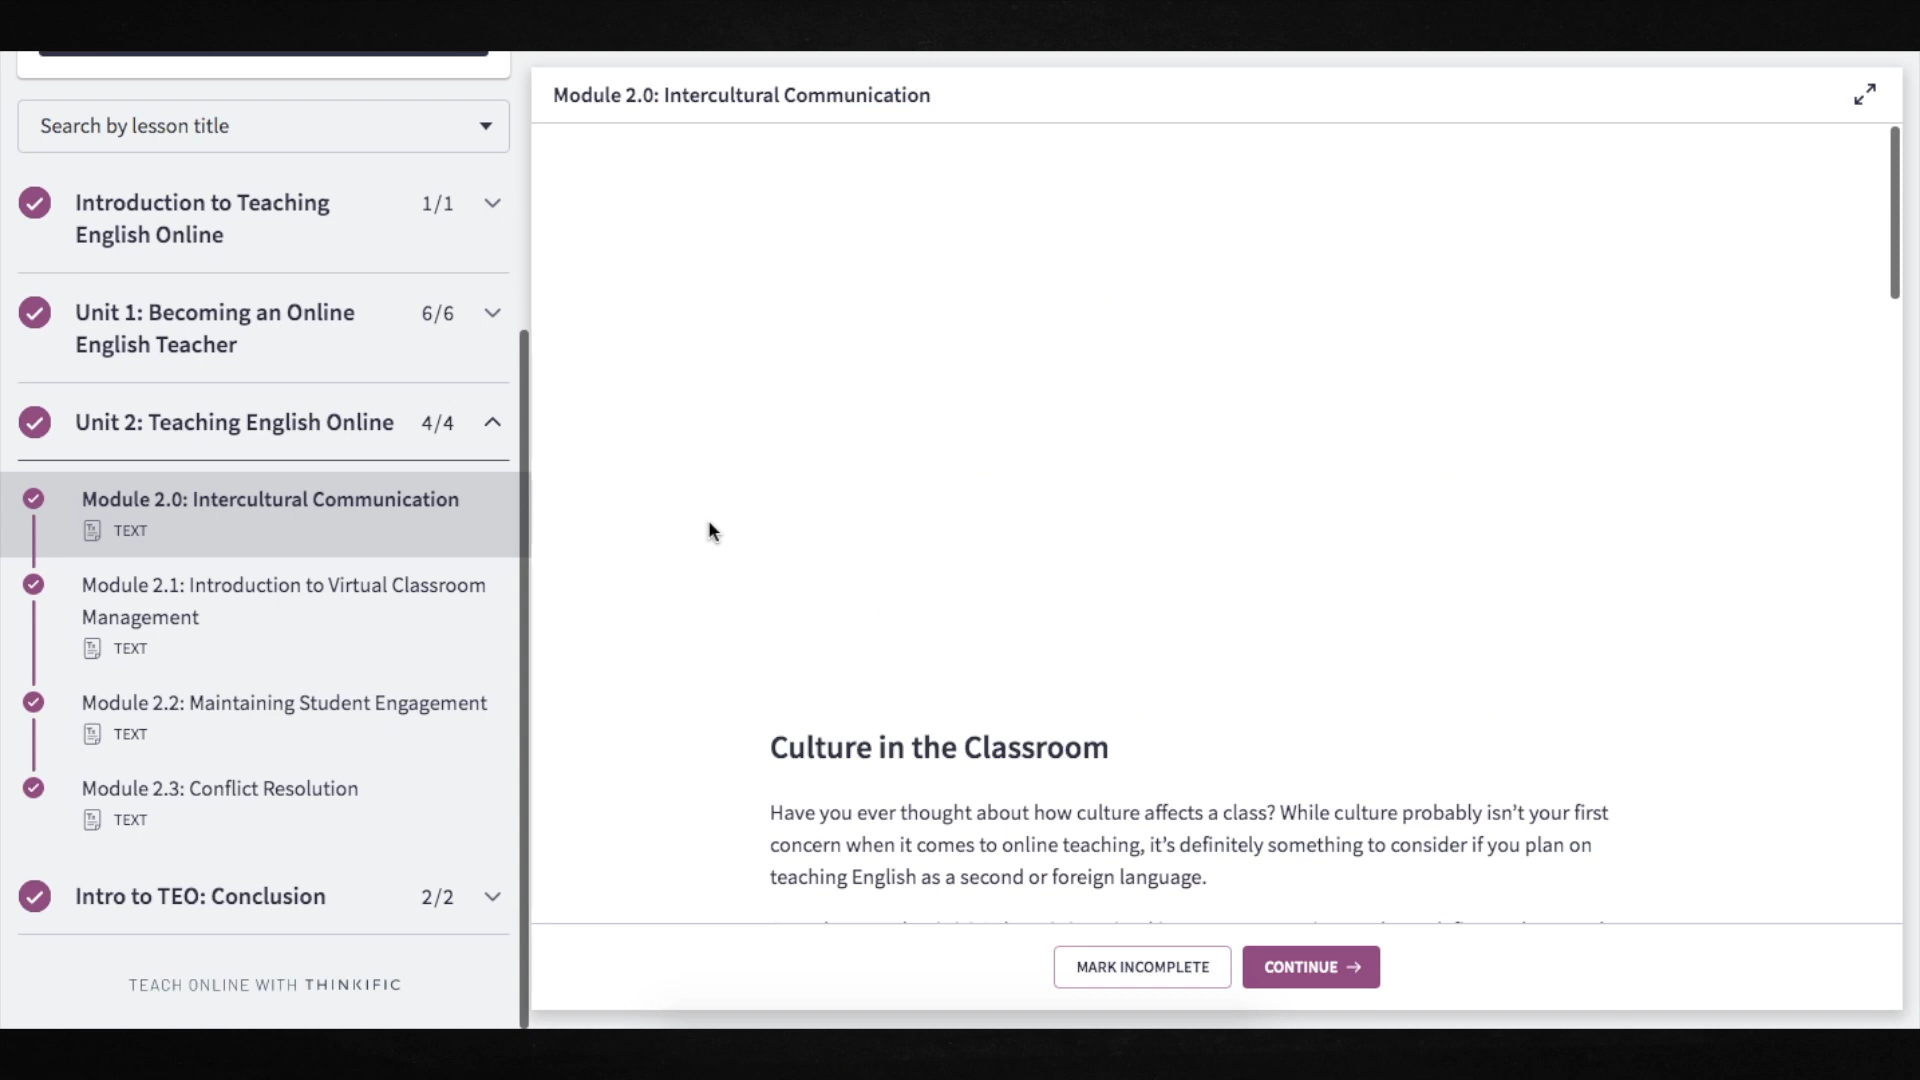 Search by lesson title
Introduction to Teaching
English Online
1/1
Unit 1: Becoming an Online
English Teacher
6/6
Unit 2: Teaching English Online
4/4
Module 2.0: Intercultural Communication
TEXT
Module 2.1: Introduction to Virtual Classroom
Management
TEXT
Module 2.2: Maintaining Student Engagement
TEXT
Module 2.3: Conflict Resolution
TEXT
Intro to TEO: Conclusion
2/2
TEACH ONLINE WITH THINKIFIC
Module 2.0: Intercultural Communication
Culture in the Classroom
Have you ever thought about how culture affects a class? While culture probably isn’t your first
concern when it comes to online teaching, it’s definitely something to consider if you plan on
teaching English as a second or foreign language.
MARK INCOMPLETE
CONTINUE →